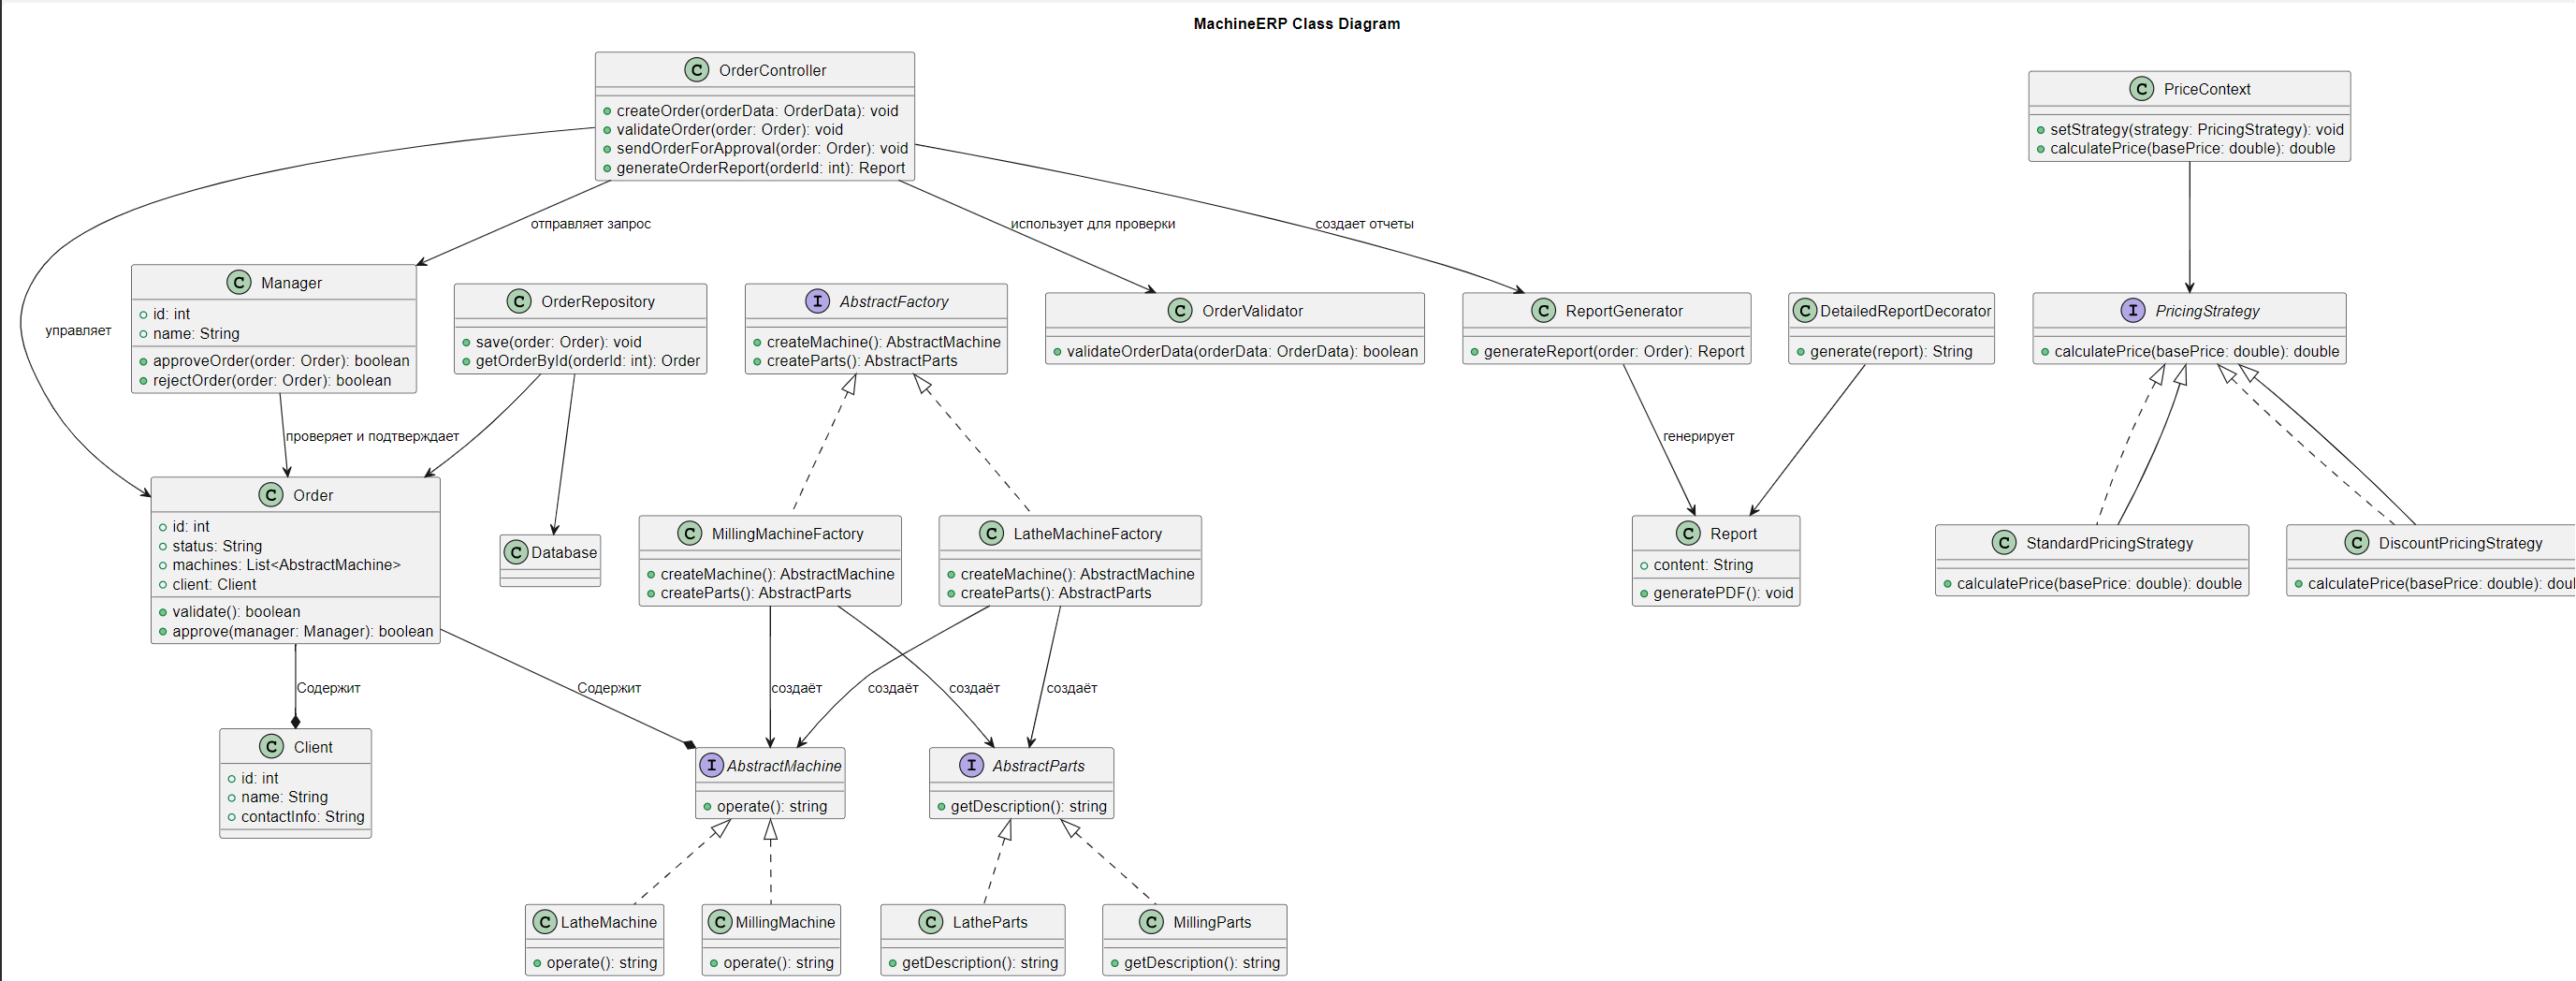 MachineERP Class Diagram
C OrderController
createOrder(orderData: OrderData): void
validateOrder(order: Order): void
sendOrderForApproval(order: Order): void
generateOrderReport(orderId: int): Report
C PriceContext
setStrategy(strategy: PricingStrategy): void
calculatePrice(basePrice: double): double
отправляет запрос
использует для проверки
создает отчеты
управляет
C Manager
id: int
name: String
approveOrder(order: Order): boolean
rejectOrder(order: Order): boolean
C OrderRepository
save(order: Order): void
getOrderById(orderId: int): Order
I AbstractFactory
createMachine(): AbstractMachine
createParts(): AbstractParts
C OrderValidator
validateOrderData(orderData: OrderData): boolean
C ReportGenerator
generateReport(order: Order): Report
C DetailedReportDecorator
generate(report): String
I PricingStrategy
calculatePrice(basePrice: double): double
проверяет и подтверждает
генерирует
C Order
id: int
status: String
machines: List<AbstractMachine>
client: Client
validate(): boolean
approve(manager: Manager): boolean
C Database
C MillingMachineFactory
createMachine(): AbstractMachine
createParts(): AbstractParts
C LatheMachineFactory
createMachine(): AbstractMachine
createParts(): AbstractParts
C Report
content: String
generatePDF(): void
C StandardPricingStrategy
calculatePrice(basePrice: double): double
C DiscountPricingStrategy
calculatePrice(basePrice: double): doul
Содержит
Содержит
создаёт
создаёт
создаёт
создаёт
C Client
id: int
name: String
contactInfo: String
I AbstractMachine
operate(): string
I AbstractParts
getDescription(): string
C LatheMachine
operate(): string
C MillingMachine
operate(): string
C LatheParts
getDescription(): string
C MillingParts
getDescription(): string